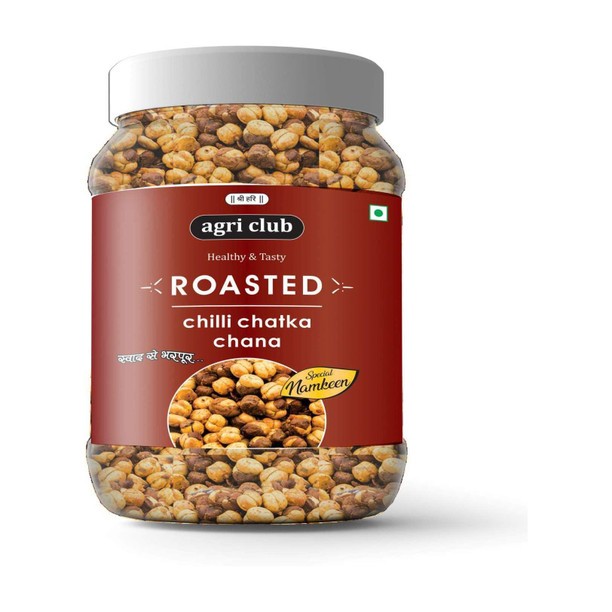 || श्री हरि ||
agri club
Healthy & Tasty
ROASTED
chilli chatka
chana
स्वाद से भरपूर...
Special
Namkeen